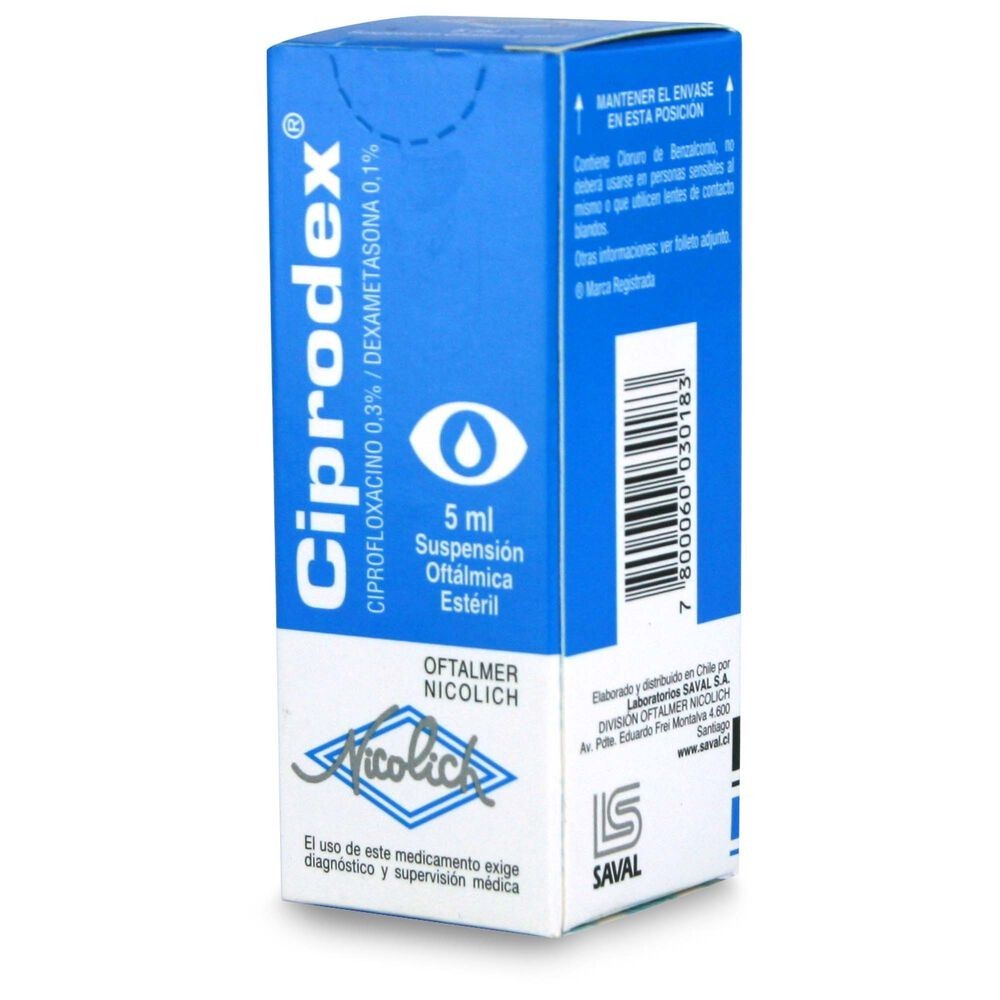 Ciprodex®
CIPROFLOXACINO 0,3% / DEXAMETASONA 0,1%
5 ml
Suspensión
Oftálmica
Estéril
OFTALMER
NICOLICH
Nicolich
El uso de este medicamento exige
diagnóstico y supervisión médica
MANTENER EL ENVASE
EN ESTA POSICIÓN
Contiene Cloruro de Benzalconio, no
deberá usarse en personas sensibles al
mismo o que utilicen lentes de contacto
blandos.
Otras informaciones: ver folleto adjunto.
® Marca Registrada
7 800060 030183
Elaborado y distribuido en Chile por
Laboratorios SAVAL S.A.
DIVISIÓN OFTALMER NICOLICH
Av. Pdte. Eduardo Frei Montalva 4.600
Santiago
www.saval.cl
LS
SAVAL